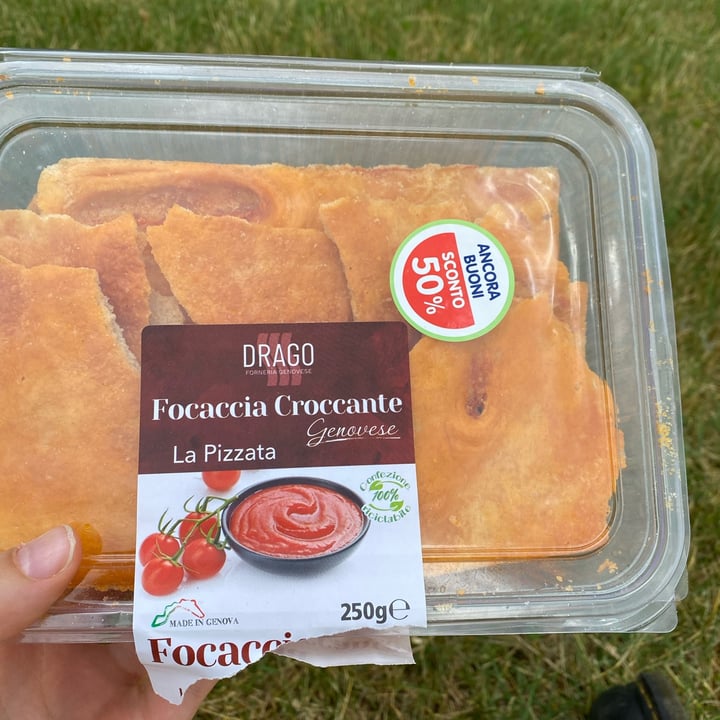 ANCORA
BUONI
SCONTO
50%
DRAGO
FORNERIA GENOVESE
Focaccia Croccante
Genovese
La Pizzata
Confezione
100%
riciclabile
MADE IN GENOVA
250g e